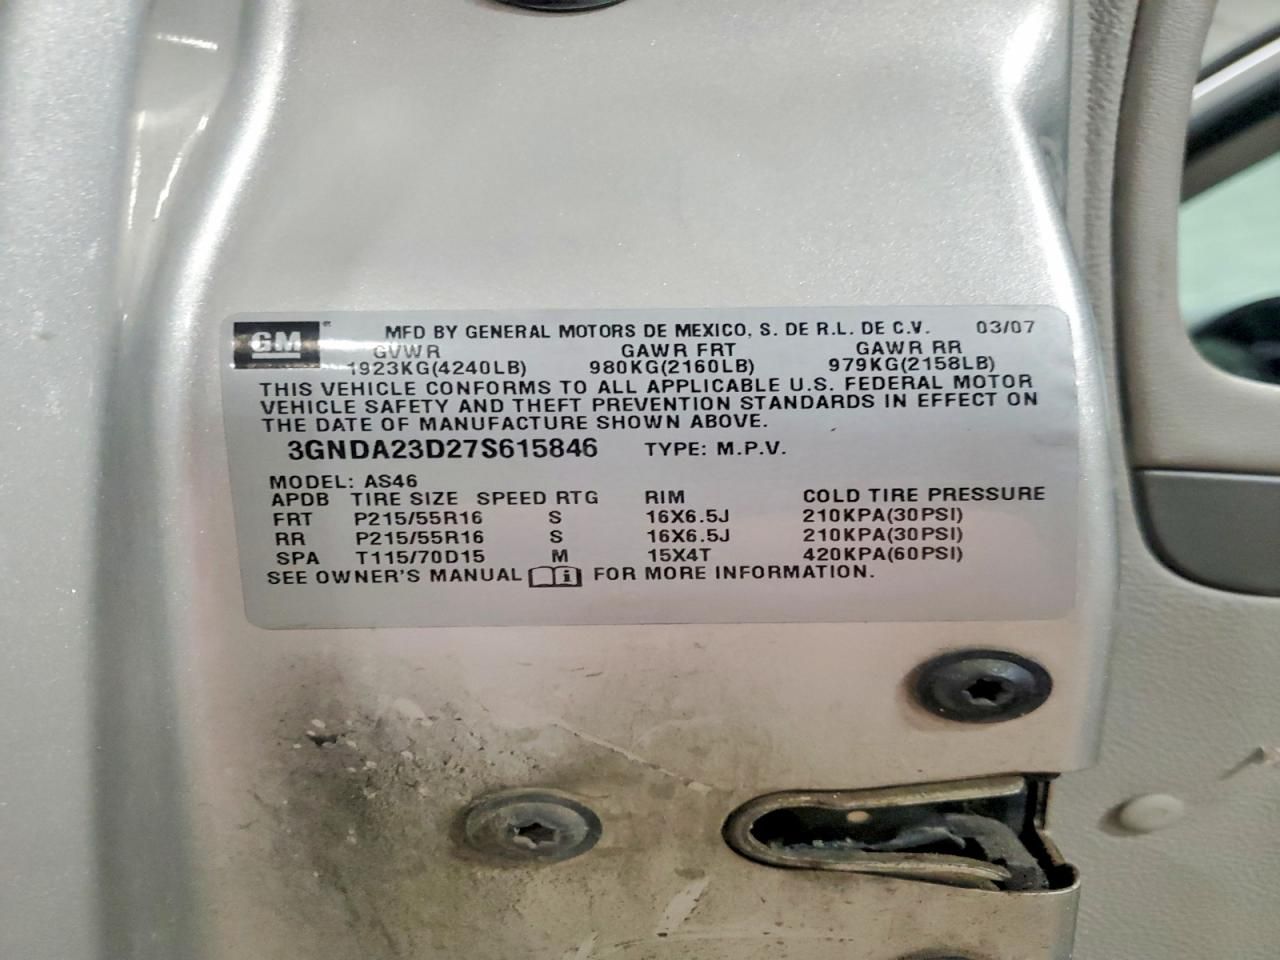 GM® MFD BY GENERAL MOTORS DE MEXICO, S. DE R.L. DE C.V. 03/07
GVWR GAWR FRT GAWR RR
1923KG(4240LB) 980KG(2160LB) 979KG(2158LB)
THIS VEHICLE CONFORMS TO ALL APPLICABLE U.S. FEDERAL MOTOR
VEHICLE SAFETY AND THEFT PREVENTION STANDARDS IN EFFECT ON
THE DATE OF MANUFACTURE SHOWN ABOVE.
3GNDA23D27S615846 TYPE: M.P.V.
MODEL: AS46
APDB TIRE SIZE SPEED RTG RIM COLD TIRE PRESSURE
FRT P215/55R16 S 16X6.5J 210KPA(30PSI)
RR P215/55R16 S 16X6.5J 210KPA(30PSI)
SPA T115/70D15 M 15X4T 420KPA(60PSI)
SEE OWNER'S MANUAL FOR MORE INFORMATION.